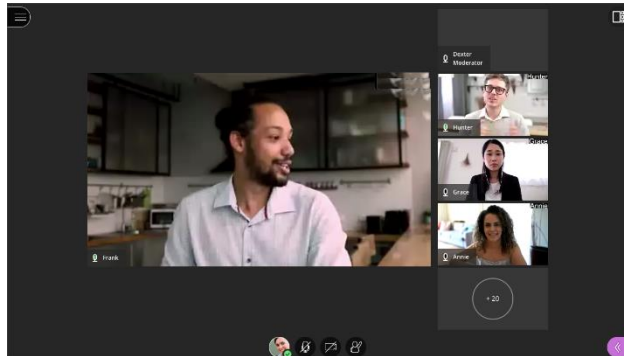 Dexter
Moderator
Hunter
Hunter
Grace
Grace
Annie
Annie
Frank
+ 20